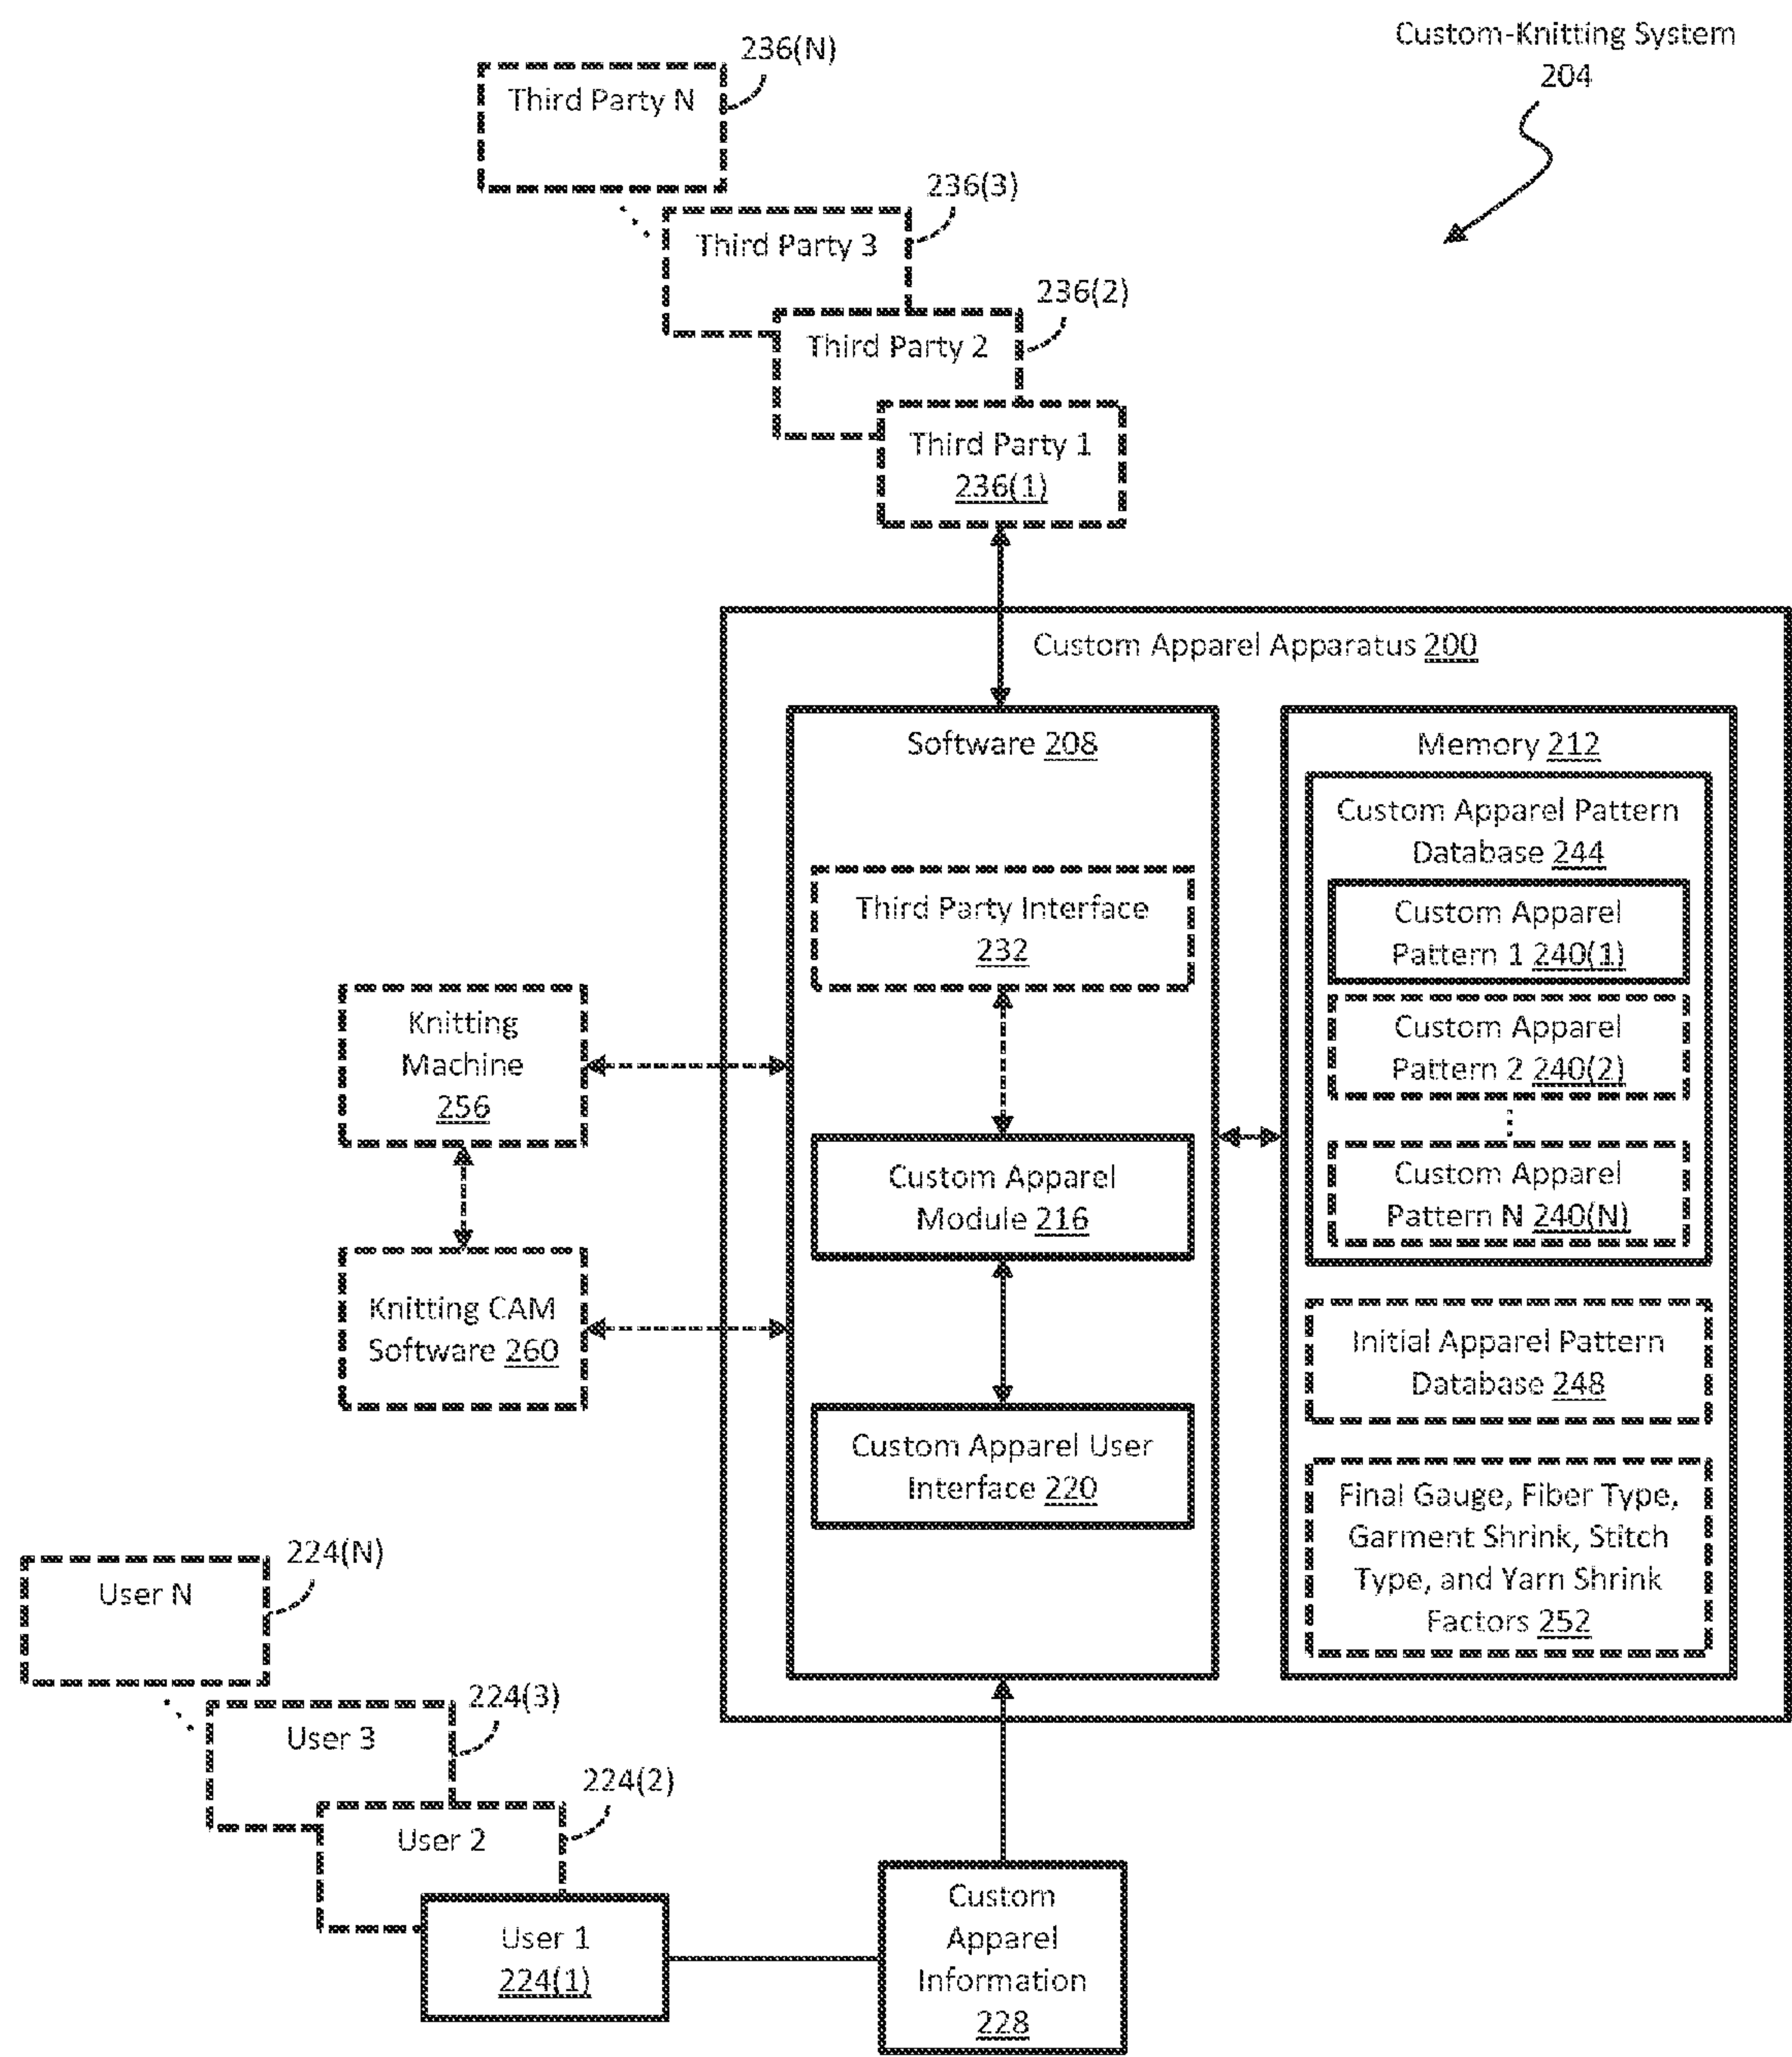 Custom-Knitting System
204
236(N)
Third Party N
236(3)
Third Party 3
236(2)
Third Party 2
Third Party 1
236(1)
Custom Apparel Apparatus 200
Software 208
Third Party Interface
232
Custom Apparel
Module 216
Custom Apparel User
Interface 220
Memory 212
Custom Apparel Pattern
Database 244
Custom Apparel
Pattern 1 240(1)
Custom Apparel
Pattern 2 240(2)
Custom Apparel
Pattern N 240(N)
Initial Apparel Pattern
Database 248
Final Gauge, Fiber Type,
Garment Shrink, Stitch
Type, and Yarn Shrink
Factors 252
Knitting
Machine
256
Knitting CAM
Software 260
224(N)
User N
224(3)
User 3
224(2)
User 2
User 1
224(1)
Custom
Apparel
Information
228